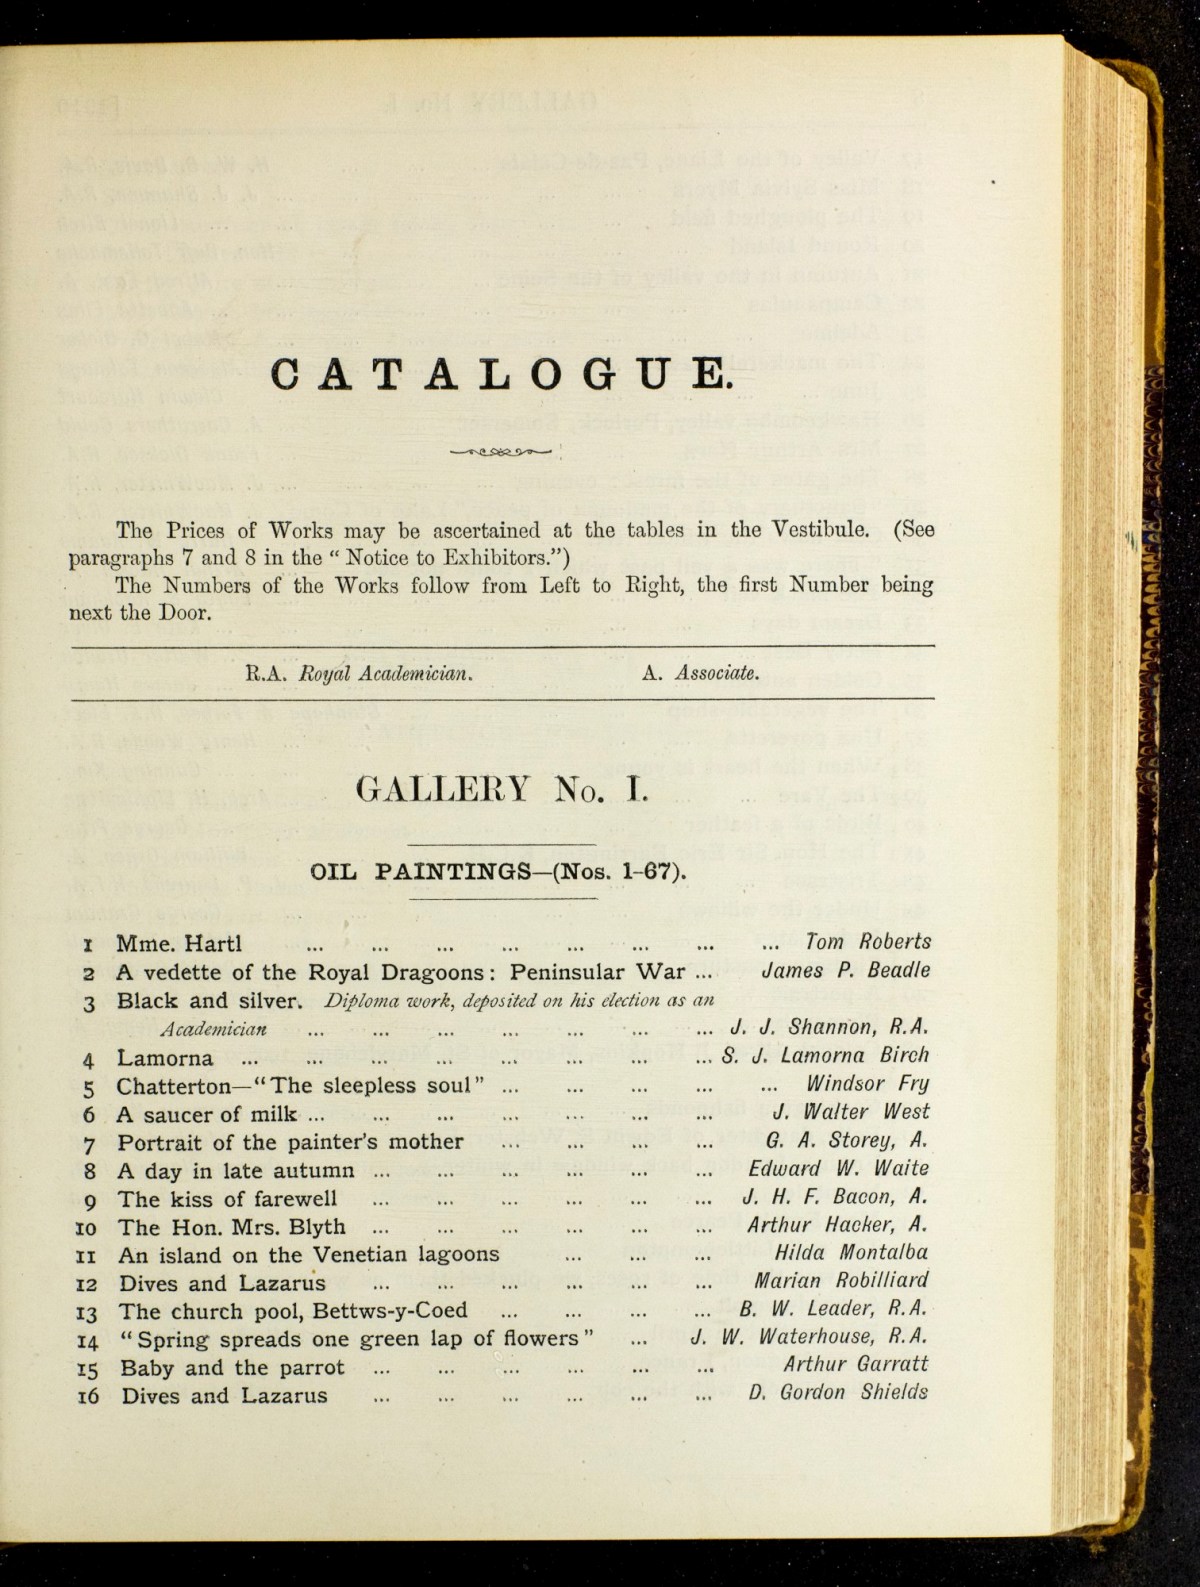 CATALOGUE.
The Prices of Works may be ascertained at the tables in the Vestibule. (See
paragraphs 7 and 8 in the “ Notice to Exhibitors.”)
The Numbers of the Works follow from Left to Right, the first Number being
next the Door.
R.A. Royal Academician. A. Associate.
GALLERY No. I.
OIL PAINTINGS—(Nos. 1-67).
1 Mme. Hartl ... ... ... ... ... ... ... ... Tom Roberts
2 A vedette of the Royal Dragoons: Peninsular War ... James P. Beadle
3 Black and silver. Diploma work, deposited on his election as an
Academician ... ... ... ... ... ... ... J. J. Shannon, R.A.
4 Lamorna ... ... ... ... ... ... ... ... S. J. Lamorna Birch
5 Chatterton—“The sleepless soul” ... ... ... ... ... Windsor Fry
6 A saucer of milk ... ... ... ... ... ... ... J. Walter West
7 Portrait of the painter's mother ... ... ... ... G. A. Storey, A.
8 A day in late autumn ... ... ... ... ... ... Edward W. Waite
9 The kiss of farewell ... ... ... ... ... ... J. H. F. Bacon, A.
10 The Hon. Mrs. Blyth ... ... ... ... ... ... Arthur Hacker, A.
11 An island on the Venetian lagoons ... ... ... Hilda Montalba
12 Dives and Lazarus ... ... ... ... ... ... Marian Robilliard
13 The church pool, Bettws-y-Coed ... ... ... ... B. W. Leader, R.A.
14 “Spring spreads one green lap of flowers” ... J. W. Waterhouse, R.A.
15 Baby and the parrot ... ... ... ... ... ... Arthur Garratt
16 Dives and Lazarus ... ... ... ... ... ... D. Gordon Shields